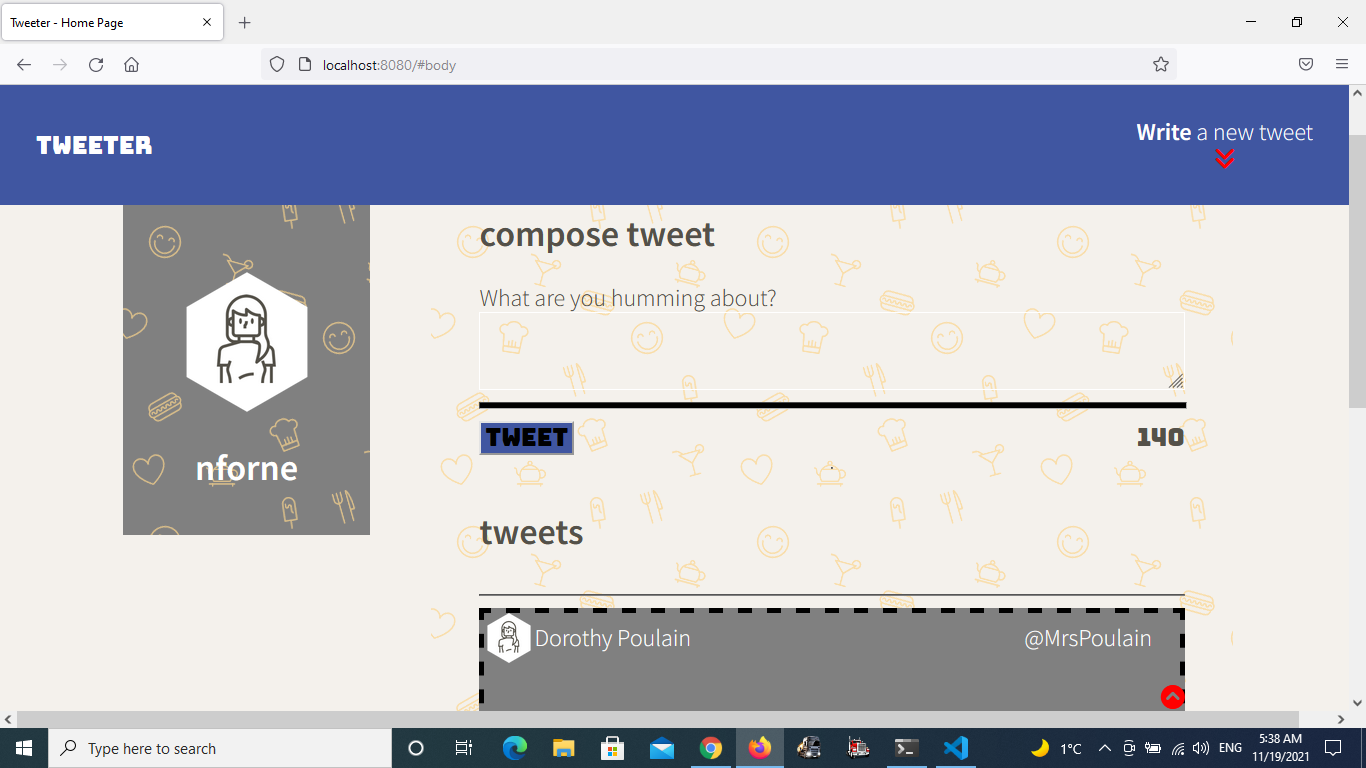 Tweeter - Home Page
localhost:8080/#body
TWEETER
Write a new tweet
compose tweet
What are you humming about?
TWEET
140
nforne
tweets
Dorothy Poulain
@MrsPoulain
Type here to search
1°C
ENG
5:38 AM
11/19/2021